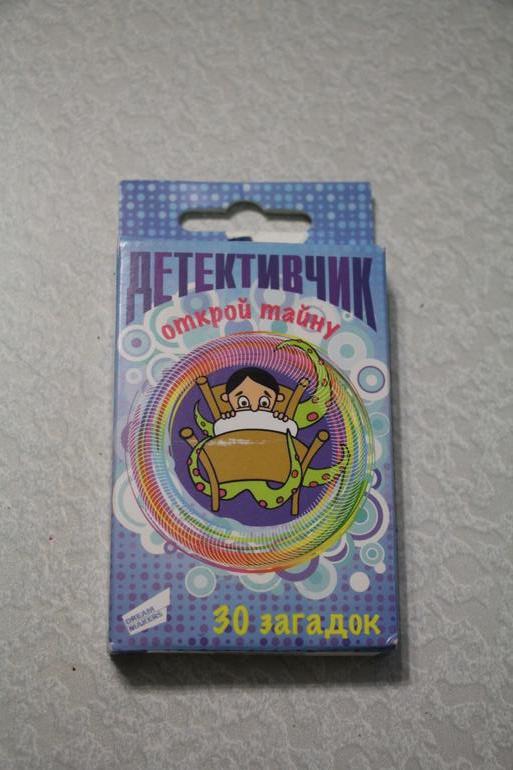 ДЕТЕКТИВЧИК
открой тайну
DREAM
MAKERS
30 загадок